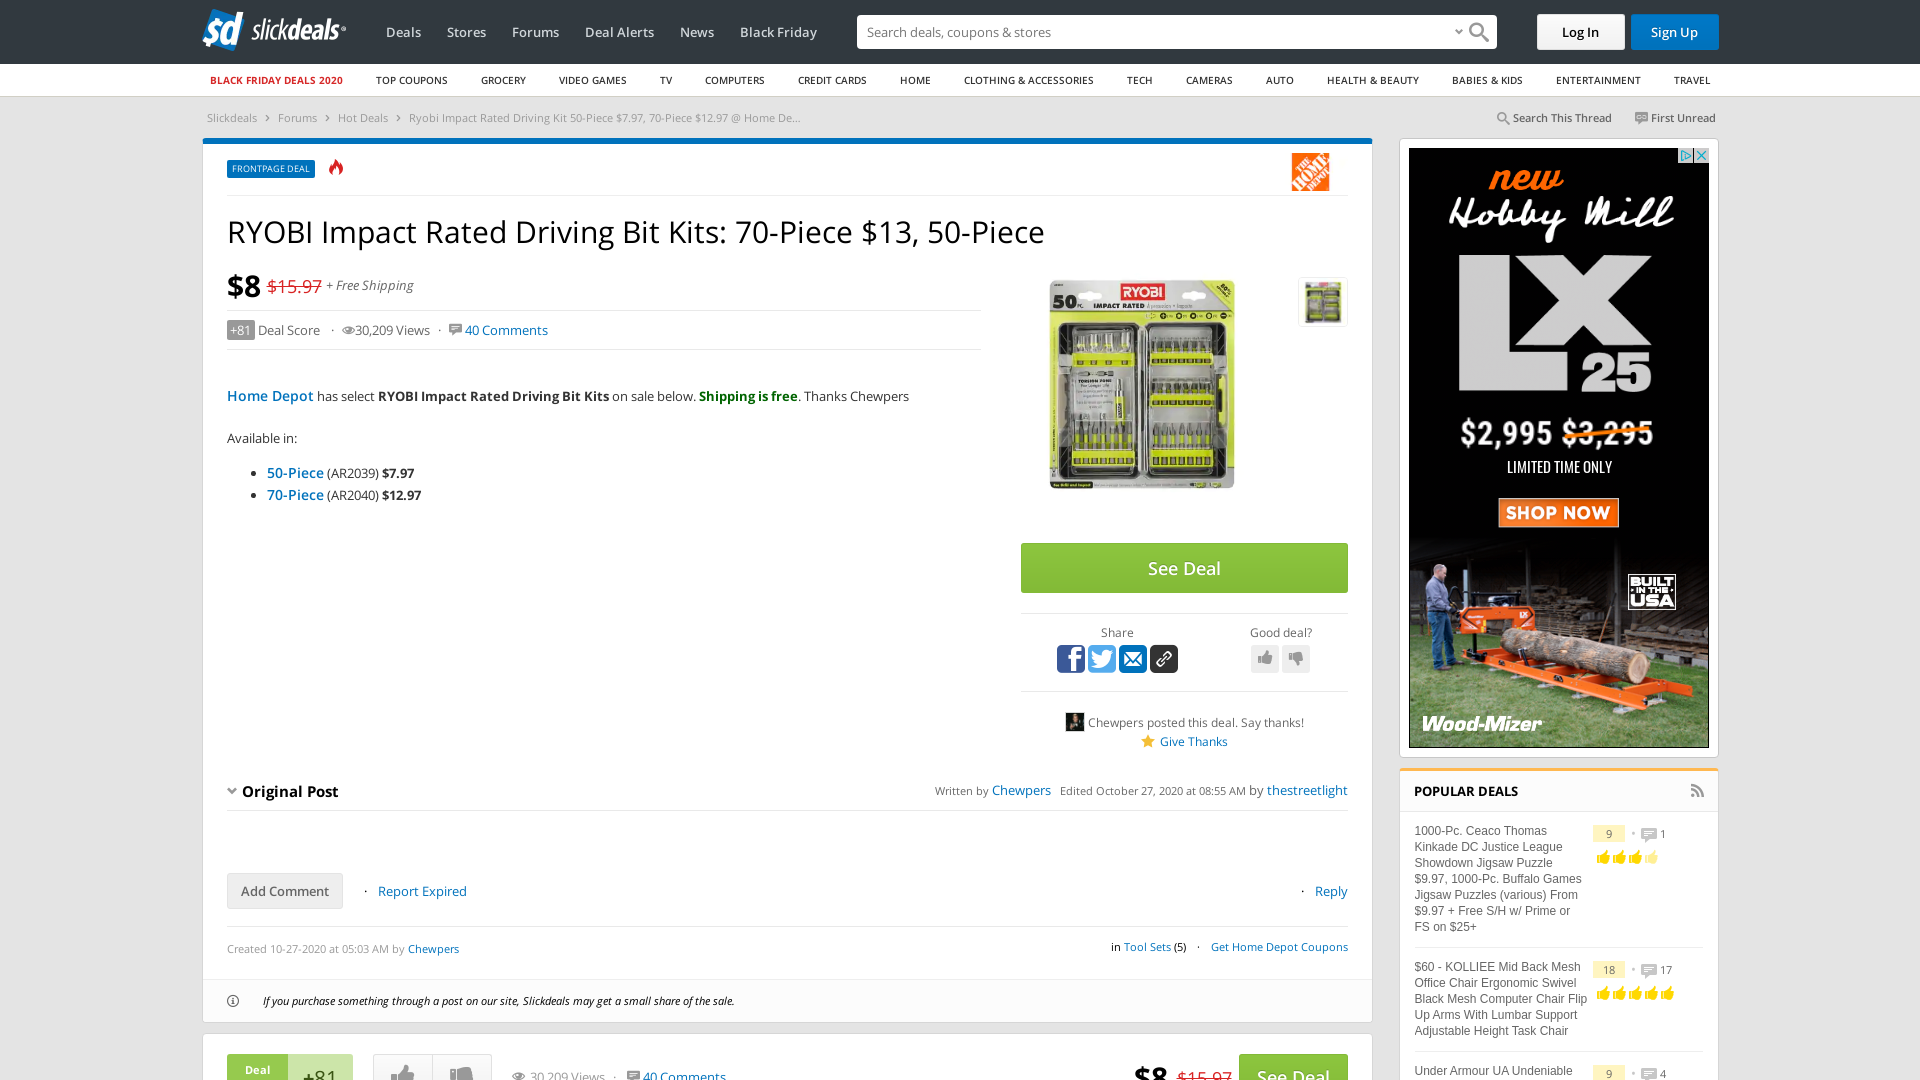 slickdeals
Deals
Stores
Forums
Deal Alerts
News
Black Friday
Search deals, coupons & stores
Log In
Sign Up
BLACK FRIDAY DEALS 2020
TOP COUPONS
GROCERY
VIDEO GAMES
TV
COMPUTERS
CREDIT CARDS
HOME
CLOTHING & ACCESSORIES
TECH
CAMERAS
AUTO
HEALTH & BEAUTY
BABIES & KIDS
ENTERTAINMENT
TRAVEL
Slickdeals › Forums › Hot Deals › Ryobi Impact Rated Driving Kit 50-Piece $7.97, 70-Piece $12.97 @ Home De...
Search This Thread
First Unread
FRONTPAGE DEAL
THE HOME DEPOT
RYOBI Impact Rated Driving Bit Kits: 70-Piece $13, 50-Piece
$8 $15.97 + Free Shipping
+81 Deal Score · 30,209 Views · 40 Comments
Home Depot has select RYOBI Impact Rated Driving Bit Kits on sale below. Shipping is free. Thanks Chewpers
Available in:
50-Piece (AR2039) $7.97
70-Piece (AR2040) $12.97
RYOBI
50 PC. IMPACT RATED
See Deal
Share
Good deal?
Chewpers posted this deal. Say thanks!
Give Thanks
Original Post
Written by Chewpers Edited October 27, 2020 at 08:55 AM by thestreetlight
Add Comment
· Report Expired
· Reply
Created 10-27-2020 at 05:03 AM by Chewpers
in Tool Sets (5) · Get Home Depot Coupons
If you purchase something through a post on our site, Slickdeals may get a small share of the sale.
Deal
+81
30,209 Views · 40 Comments
$8 $15.97
See Deal
new
Hobby Mill
LX
25
$2,995 $3,295
LIMITED TIME ONLY
SHOP NOW
BUILT
IN THE
USA
Wood-Mizer
POPULAR DEALS
1000-Pc. Ceaco Thomas
Kinkade DC Justice League
Showdown Jigsaw Puzzle
$9.97, 1000-Pc. Buffalo Games
Jigsaw Puzzles (various) From
$9.97 + Free S/H w/ Prime or
FS on $25+
9 • 1
$60 - KOLLIEE Mid Back Mesh
Office Chair Ergonomic Swivel
Black Mesh Computer Chair Flip
Up Arms With Lumbar Support
Adjustable Height Task Chair
18 • 17
Under Armour UA Undeniable
9 • 4